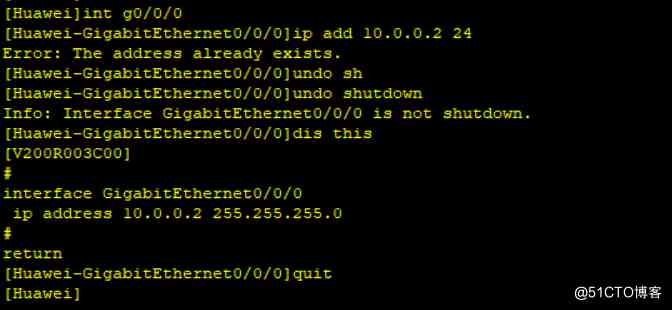 [Huawei]int g0/0/0
[Huawei-GigabitEthernet0/0/0]ip add 10.0.0.2 24
Error: The address already exists.
[Huawei-GigabitEthernet0/0/0]undo sh
[Huawei-GigabitEthernet0/0/0]undo shutdown
Info: Interface GigabitEthernet0/0/0 is not shutdown.
[Huawei-GigabitEthernet0/0/0]dis this
[V200R003C00]
#
interface GigabitEthernet0/0/0
 ip address 10.0.0.2 255.255.255.0
#
return
[Huawei-GigabitEthernet0/0/0]quit
[Huawei]
@51CTO博客